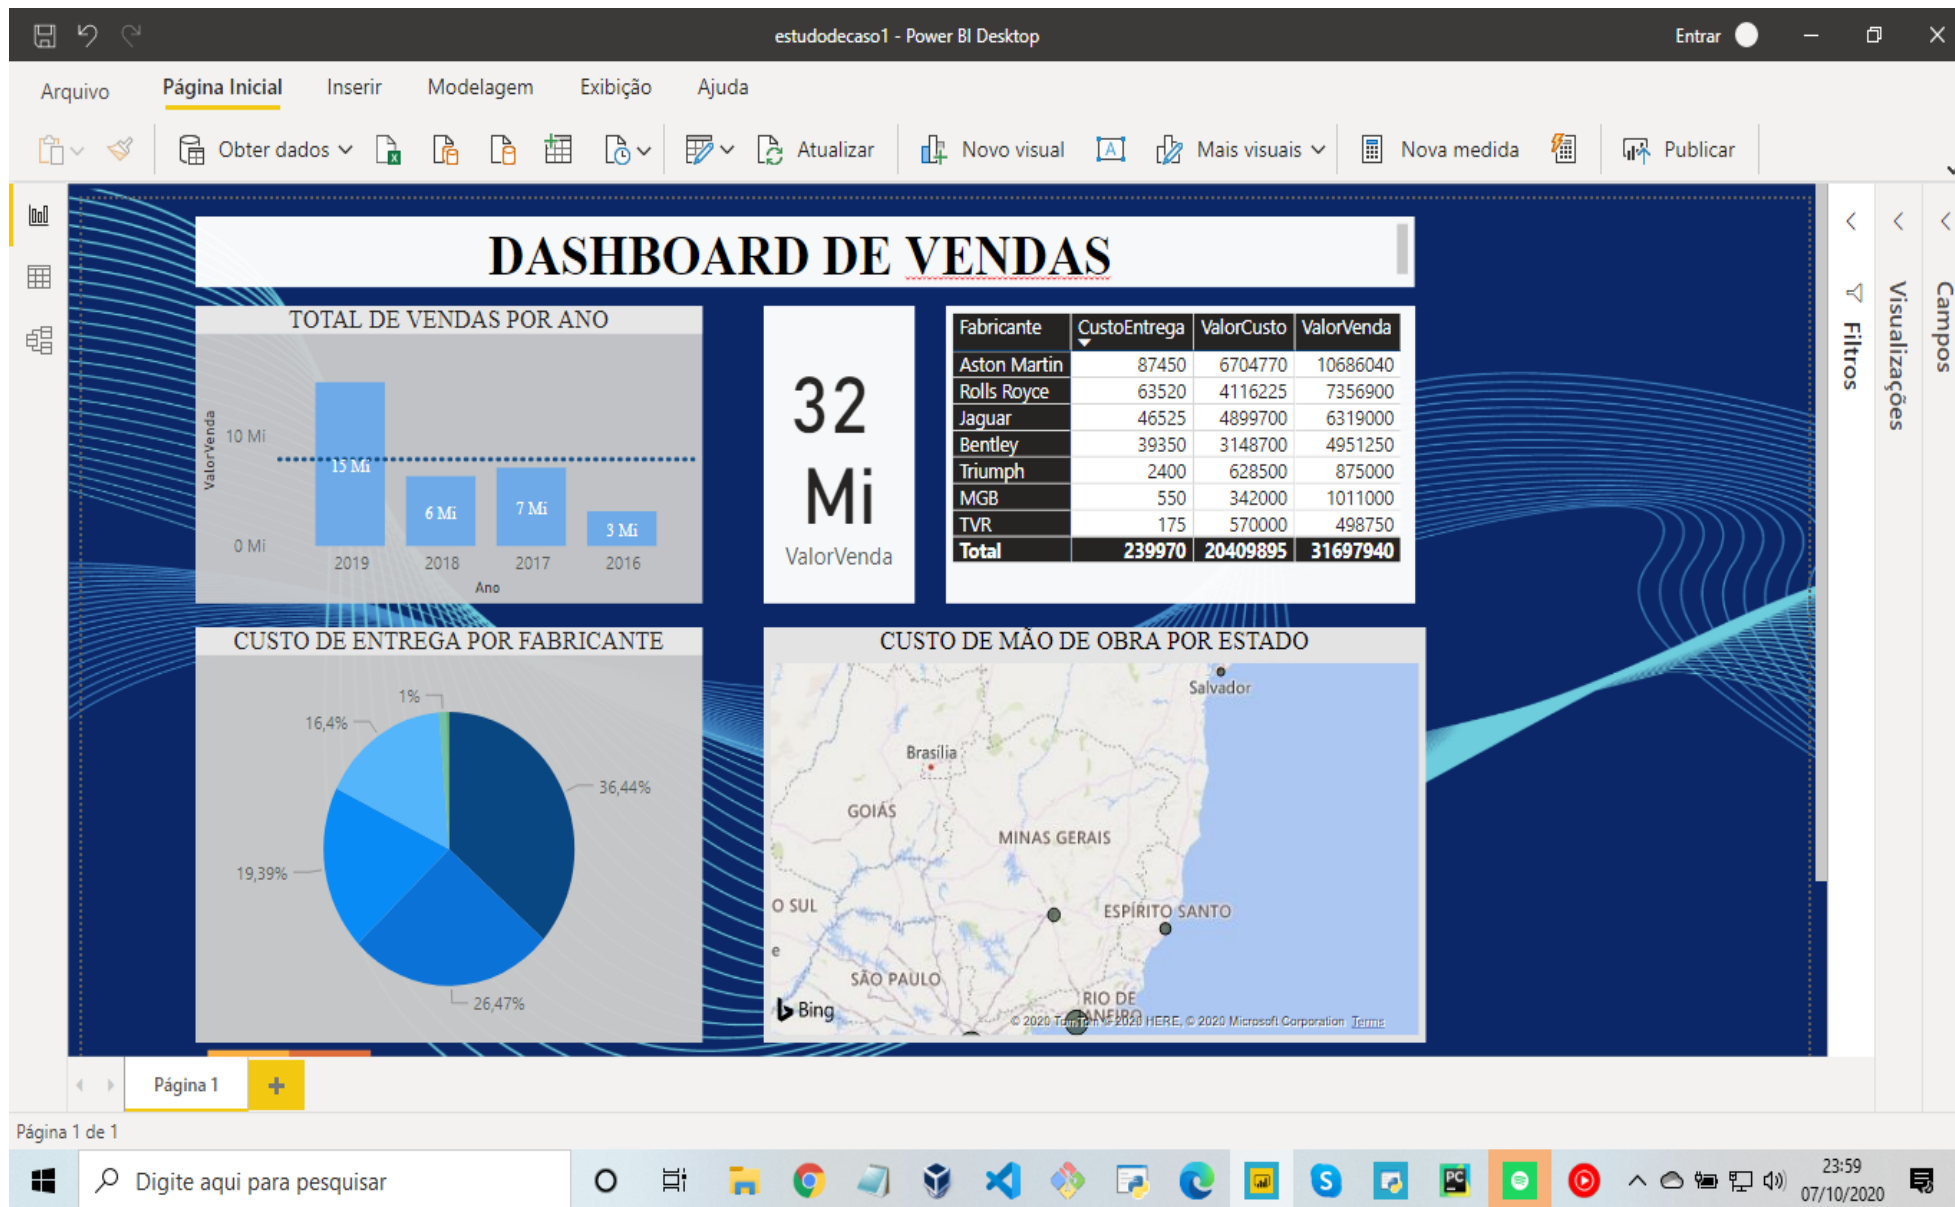 estudodecaso1 - Power BI Desktop
Entrar
Arquivo
Página Inicial
Inserir
Modelagem
Exibição
Ajuda
Obter dados
Atualizar
Novo visual
Mais visuais
Nova medida
Publicar
DASHBOARD DE VENDAS
TOTAL DE VENDAS POR ANO
ValorVenda
10 Mi
0 Mi
15 Mi
6 Mi
7 Mi
3 Mi
2019 2018 2017 2016
Ano
32
Mi
ValorVenda
Fabricante CustoEntrega ValorCusto ValorVenda
Aston Martin 87450 6704770 10686040
Rolls Royce 63520 4116225 7356900
Jaguar 46525 4899700 6319000
Bentley 39350 3148700 4951250
Triumph 2400 628500 875000
MGB 550 342000 1011000
TVR 175 570000 498750
Total 239970 20409895 31697940
Filtros
Visualizações
Campos
CUSTO DE ENTREGA POR FABRICANTE
1%
16,4%
36,44%
19,39%
26,47%
CUSTO DE MÃO DE OBRA POR ESTADO
Salvador
Brasília
GOIÁS
MINAS GERAIS
O SUL
ESPÍRITO SANTO
e
SÃO PAULO
RIO DE
JANEIRO
Bing
© 2020 TomTom © 2020 HERE, © 2020 Microsoft Corporation Terms
Página 1
+
Página 1 de 1
Digite aqui para pesquisar
23:59
07/10/2020